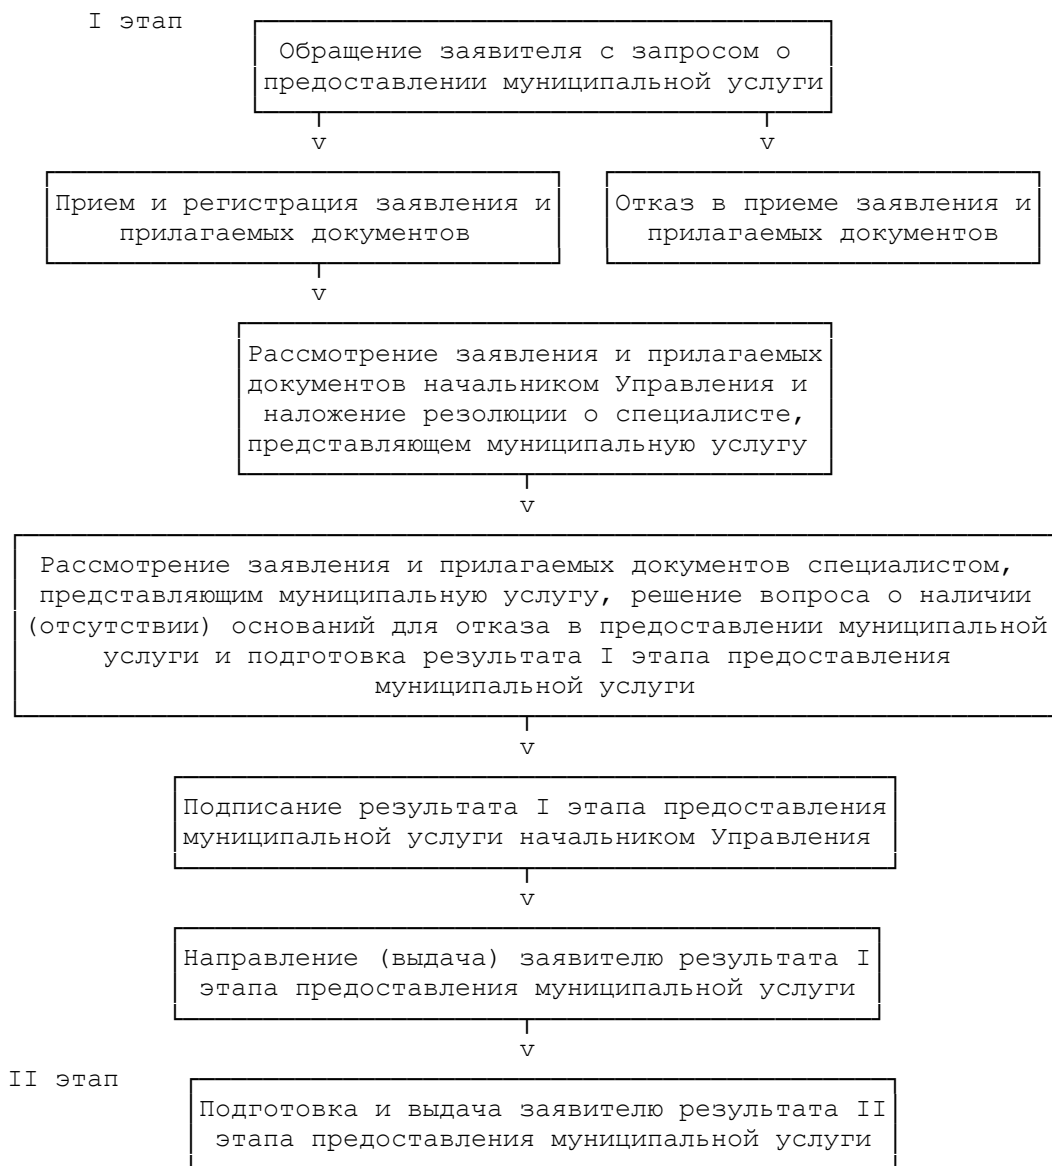 I этап
Обращение заявителя с запросом о
предоставлении муниципальной услуги
v
v
Прием и регистрация заявления и
прилагаемых документов
Отказ в приеме заявления и
прилагаемых документов
v
Рассмотрение заявления и прилагаемых
документов начальником Управления и
наложение резолюции о специалисте,
представляющем муниципальную услугу
v
Рассмотрение заявления и прилагаемых документов специалистом,
представляющим муниципальную услугу, решение вопроса о наличии
(отсутствии) оснований для отказа в предоставлении муниципальной
услуги и подготовка результата I этапа предоставления
муниципальной услуги
v
Подписание результата I этапа предоставления
муниципальной услуги начальником Управления
v
Направление (выдача) заявителю результата I
этапа предоставления муниципальной услуги
v
II этап
Подготовка и выдача заявителю результата II
этапа предоставления муниципальной услуги